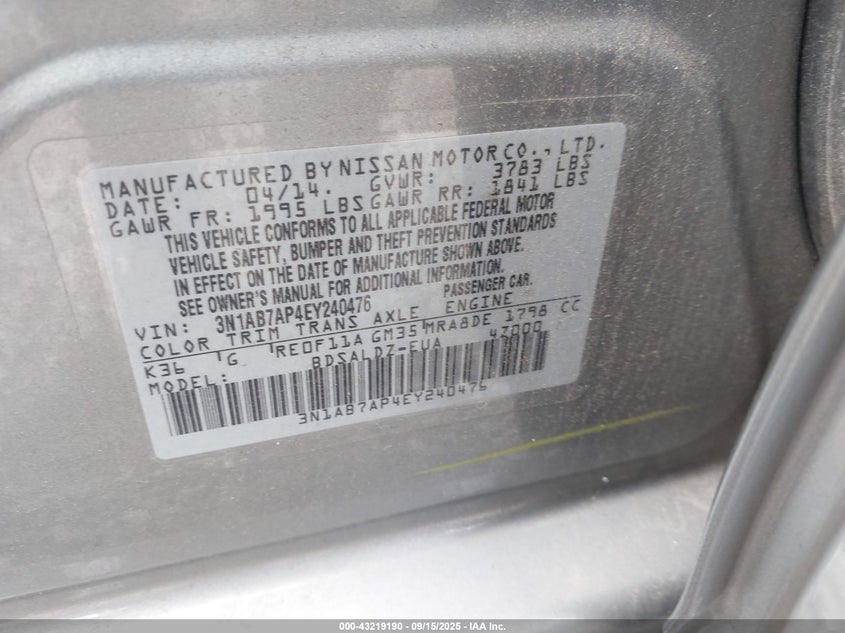 MANUFACTURED BY NISSAN MOTOR CO., LTD.
DATE: 04/14. GVWR: 3783 LBS
GAWR FR: 1995 LBS GAWR RR: 1841 LBS
THIS VEHICLE CONFORMS TO ALL APPLICABLE FEDERAL MOTOR
VEHICLE SAFETY, BUMPER AND THEFT PREVENTION STANDARDS
IN EFFECT ON THE DATE OF MANUFACTURE SHOWN ABOVE.
SEE OWNER'S MANUAL FOR ADDITIONAL INFORMATION.
VIN: 3N1AB7AP4EY240476 PASSENGER CAR.
COLOR TRIM TRANS AXLE ENGINE
K36 G RE0F11A GM35 MRA8DE 1798 CC
MODEL: BDSALDZ-EUA 47000
3N1AB7AP4EY240476
000-43219190 - 09/15/2025 - IAA Inc.